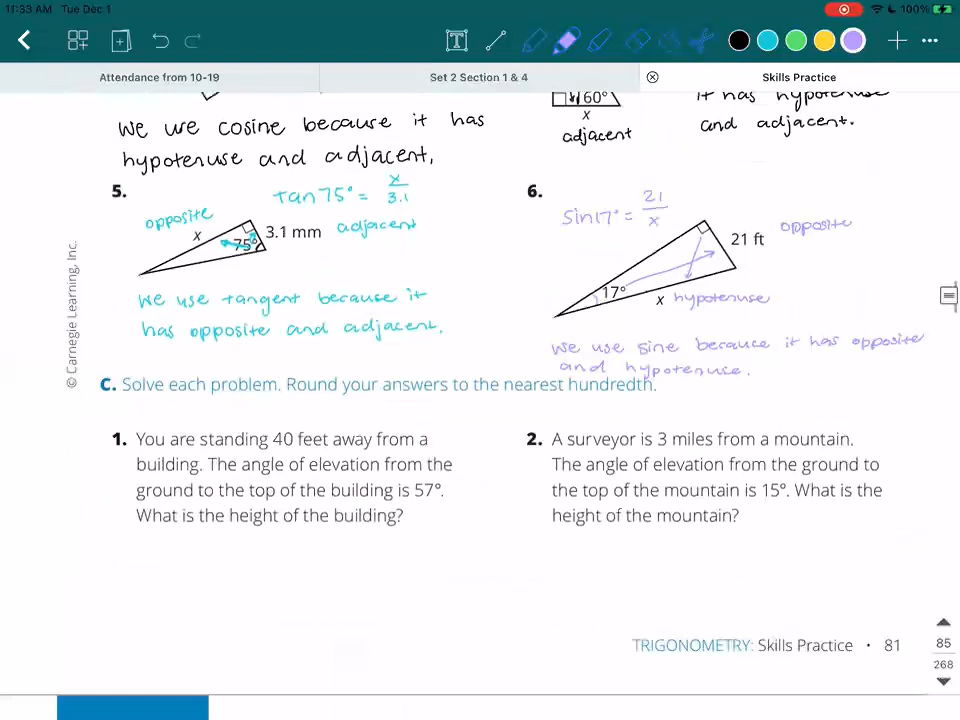 11:33 AM Tue Dec 1
100%
Attendance from 10-19
Set 2 Section 1 & 4
Skills Practice
60°
x
adjacent
it has hypotenuse
and adjacent.
We use cosine because it has
hypotenuse and adjacent.
5.
tan75° = x/3.1
opposite
x
75°
3.1 mm
adjacent
We use tangent because it
has opposite and adjacent.
6.
sin17° = 21/x
21 ft
opposite
17°
x
hypotenuse
We use sine because it has opposite
and hypotenuse.
© Carnegie Learning, Inc.
C. Solve each problem. Round your answers to the nearest hundredth.
1. You are standing 40 feet away from a
building. The angle of elevation from the
ground to the top of the building is 57°.
What is the height of the building?
2. A surveyor is 3 miles from a mountain.
The angle of elevation from the ground to
the top of the mountain is 15°. What is the
height of the mountain?
TRIGONOMETRY: Skills Practice • 81
85
268